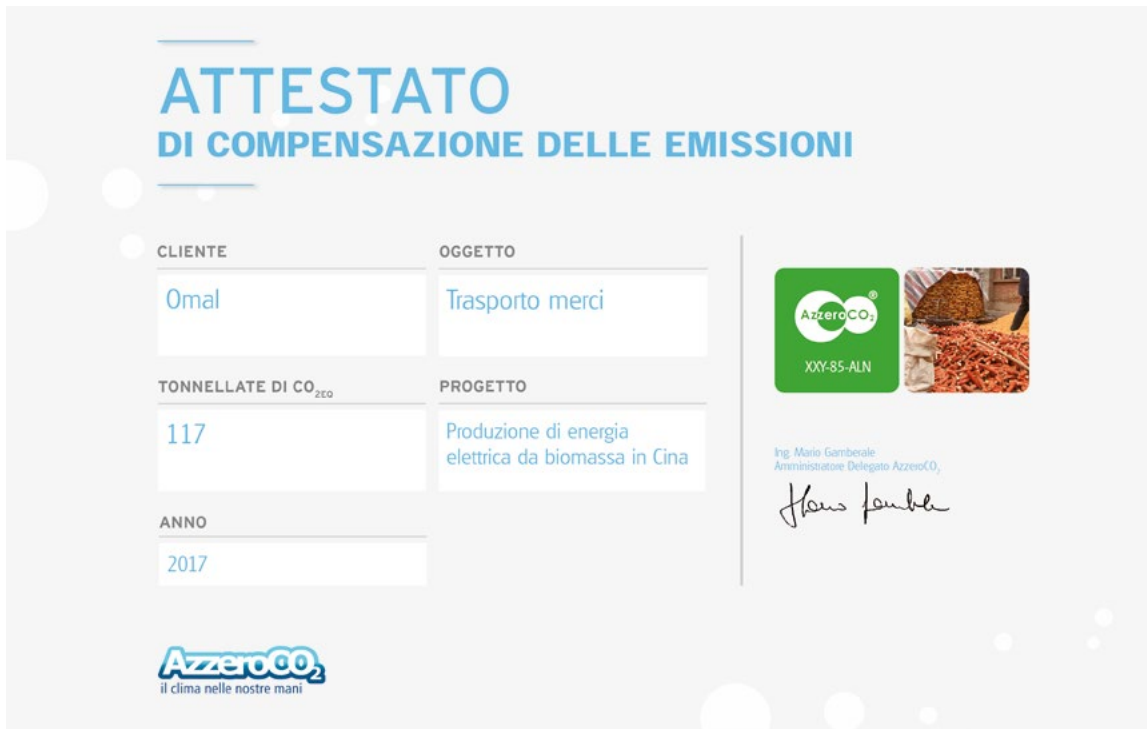 ATTESTATO
DI COMPENSAZIONE DELLE EMISSIONI
CLIENTE
Omal
OGGETTO
Trasporto merci
TONNELLATE DI CO2EQ
117
PROGETTO
Produzione di energia
elettrica da biomassa in Cina
ANNO
2017
AzzeroCO2®
XXY-85-ALN
Ing. Mario Gamberale
Amministratore Delegato AzzeroCO2
AzzeroCO2
il clima nelle nostre mani